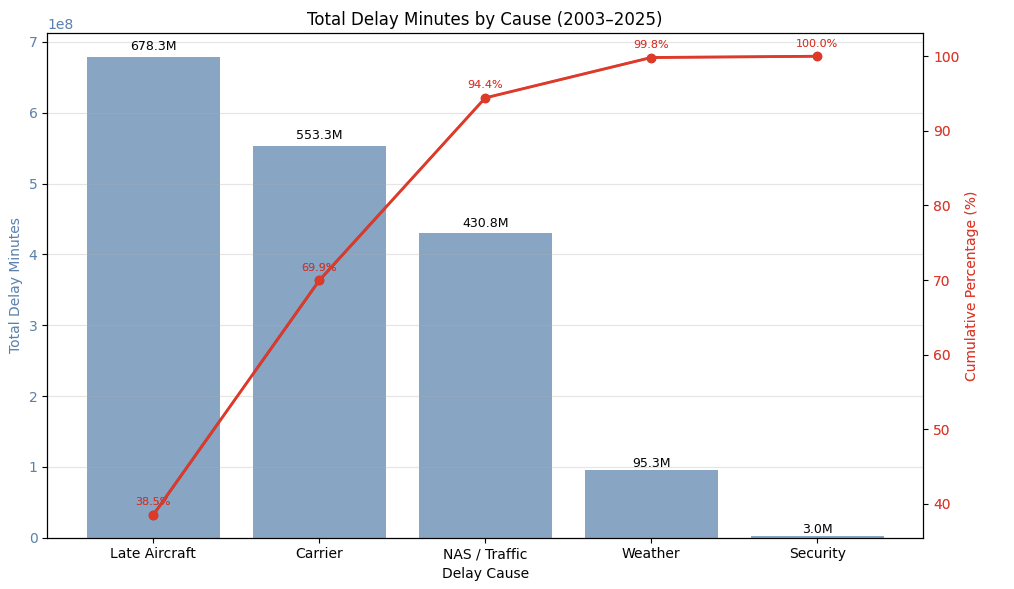 Total Delay Minutes by Cause (2003–2025)
1e8
7
6
5
4
3
2
1
0
Total Delay Minutes
678.3M
553.3M
430.8M
95.3M
3.0M
38.5%
69.9%
94.4%
99.8%
100.0%
100
90
80
70
60
50
40
Cumulative Percentage (%)
Late Aircraft
Carrier
NAS / Traffic
Weather
Security
Delay Cause